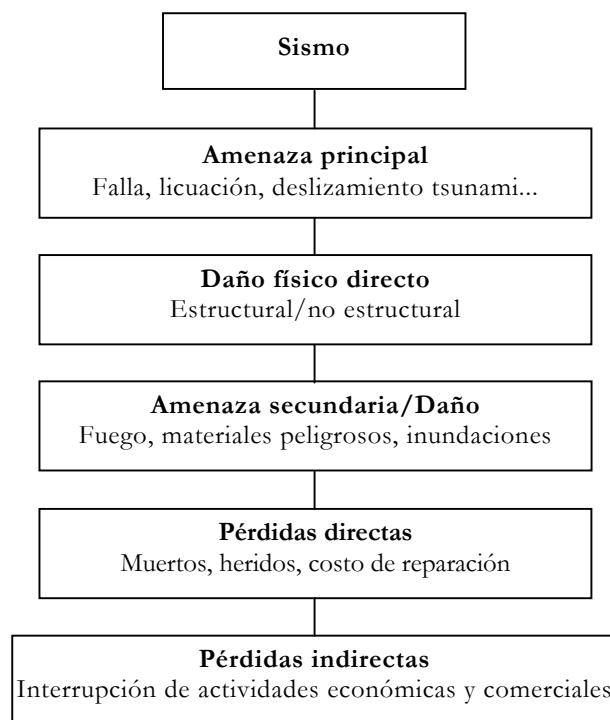 Sismo
Amenaza principal
Falla, licuación, deslizamiento tsunami...
Daño físico directo
Estructural/no estructural
Amenaza secundaria/Daño
Fuego, materiales peligrosos, inundaciones
Pérdidas directas
Muertos, heridos, costo de reparación
Pérdidas indirectas
Interrupción de actividades económicas y comerciales